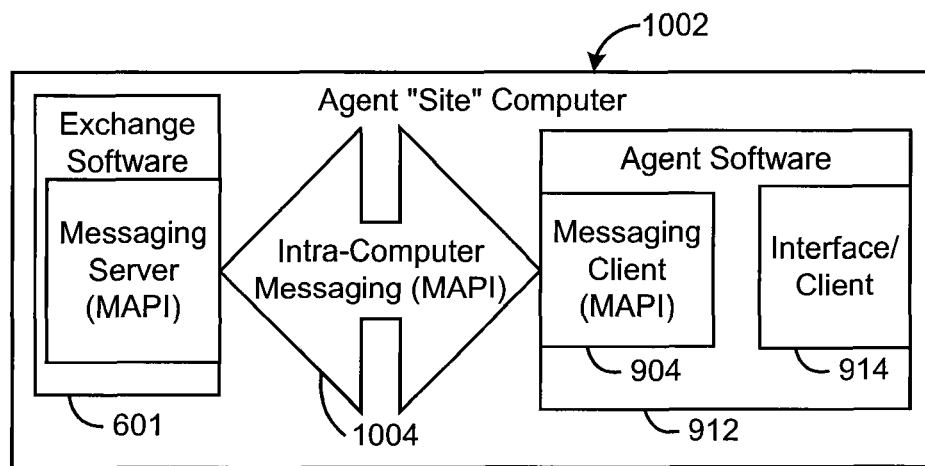 1002
Agent "Site" Computer
Exchange
Software
Messaging
Server
(MAPI)
601
Intra-Computer
Messaging (MAPI)
1004
Agent Software
Messaging
Client
(MAPI)
904
Interface/
Client
914
912